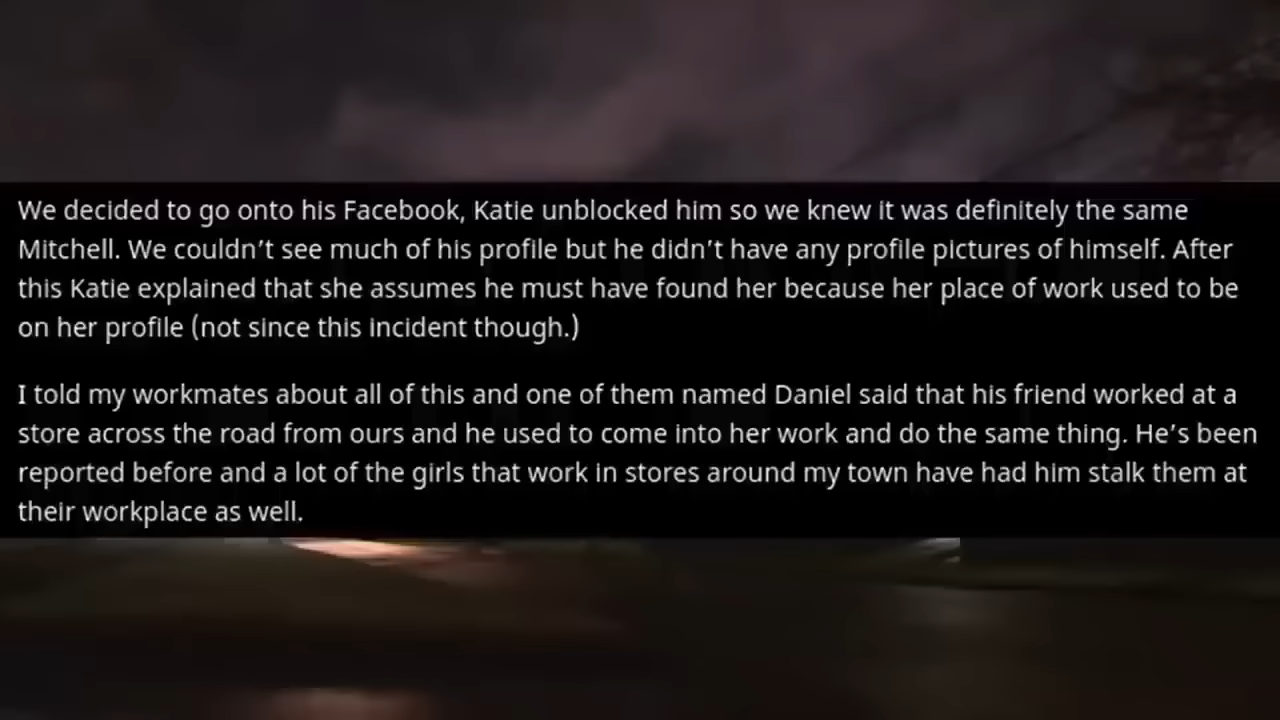 We decided to go onto his Facebook, Katie unblocked him so we knew it was definitely the same
Mitchell. We couldn’t see much of his profile but he didn’t have any profile pictures of himself. After
this Katie explained that she assumes he must have found her because her place of work used to be
on her profile (not since this incident though.)
I told my workmates about all of this and one of them named Daniel said that his friend worked at a
store across the road from ours and he used to come into her work and do the same thing. He’s been
reported before and a lot of the girls that work in stores around my town have had him stalk them at
their workplace as well.